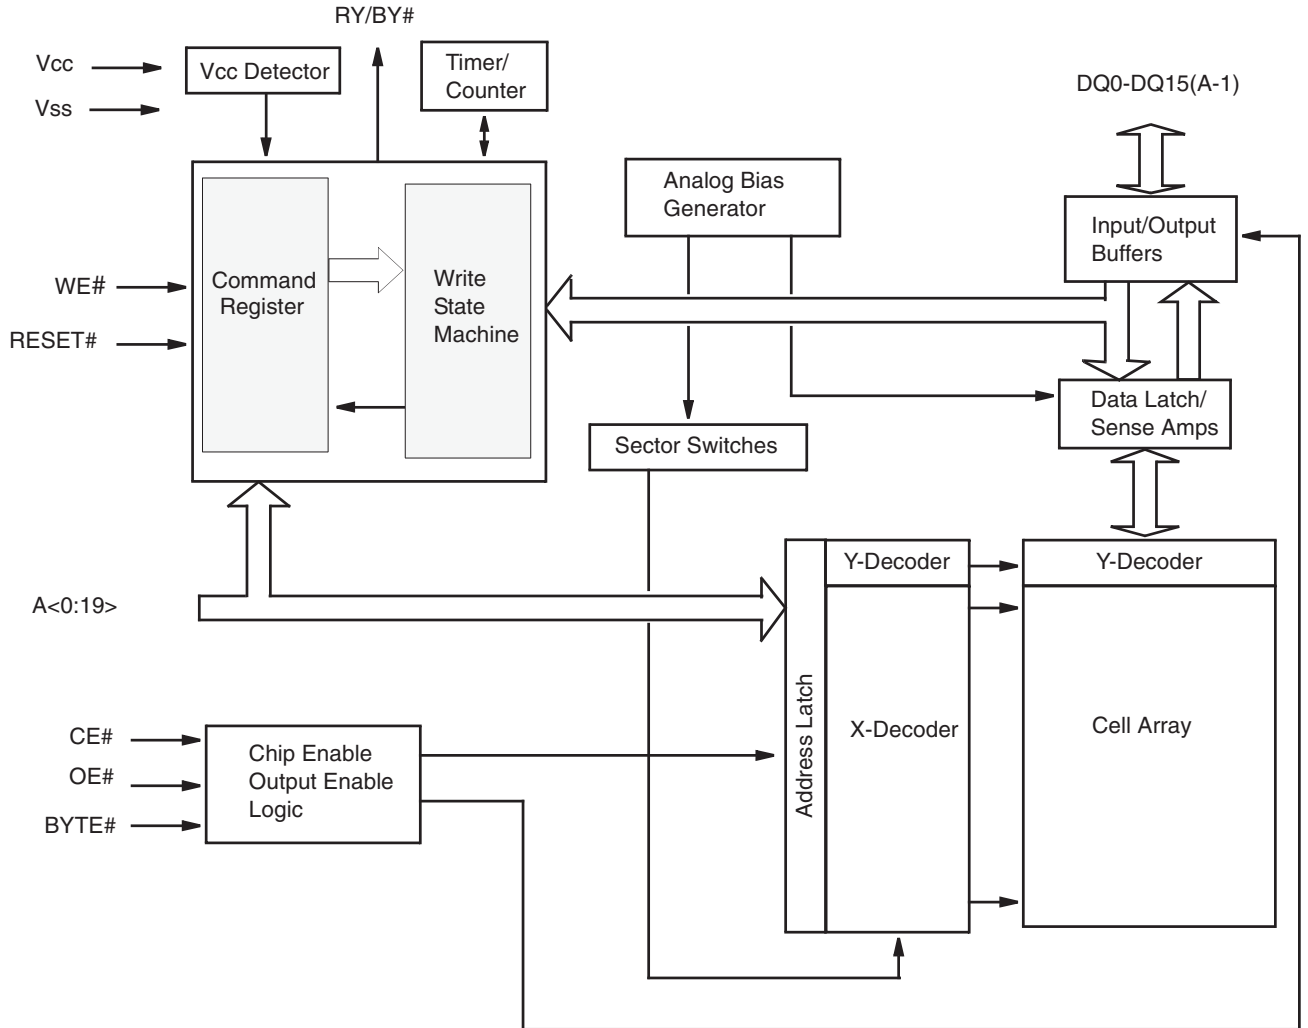 RY/BY#
Vcc
Vss
Vcc Detector
Timer/
Counter
DQ0-DQ15(A-1)
Analog Bias
Generator
Input/Output
Buffers
WE#
RESET#
Command
Register
Write
State
Machine
Data Latch/
Sense Amps
Sector Switches
A<0:19>
Y-Decoder
Y-Decoder
Address Latch
X-Decoder
Cell Array
CE#
OE#
BYTE#
Chip Enable
Output Enable
Logic